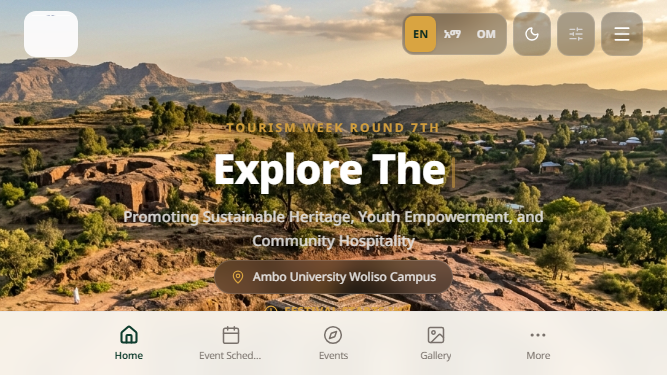 EN አማ OM
TOURISM WEEK ROUND 7TH
Explore The
Promoting Sustainable Heritage, Youth Empowerment, and
Community Hospitality
Ambo University Woliso Campus
Home Event Sched... Events Gallery More